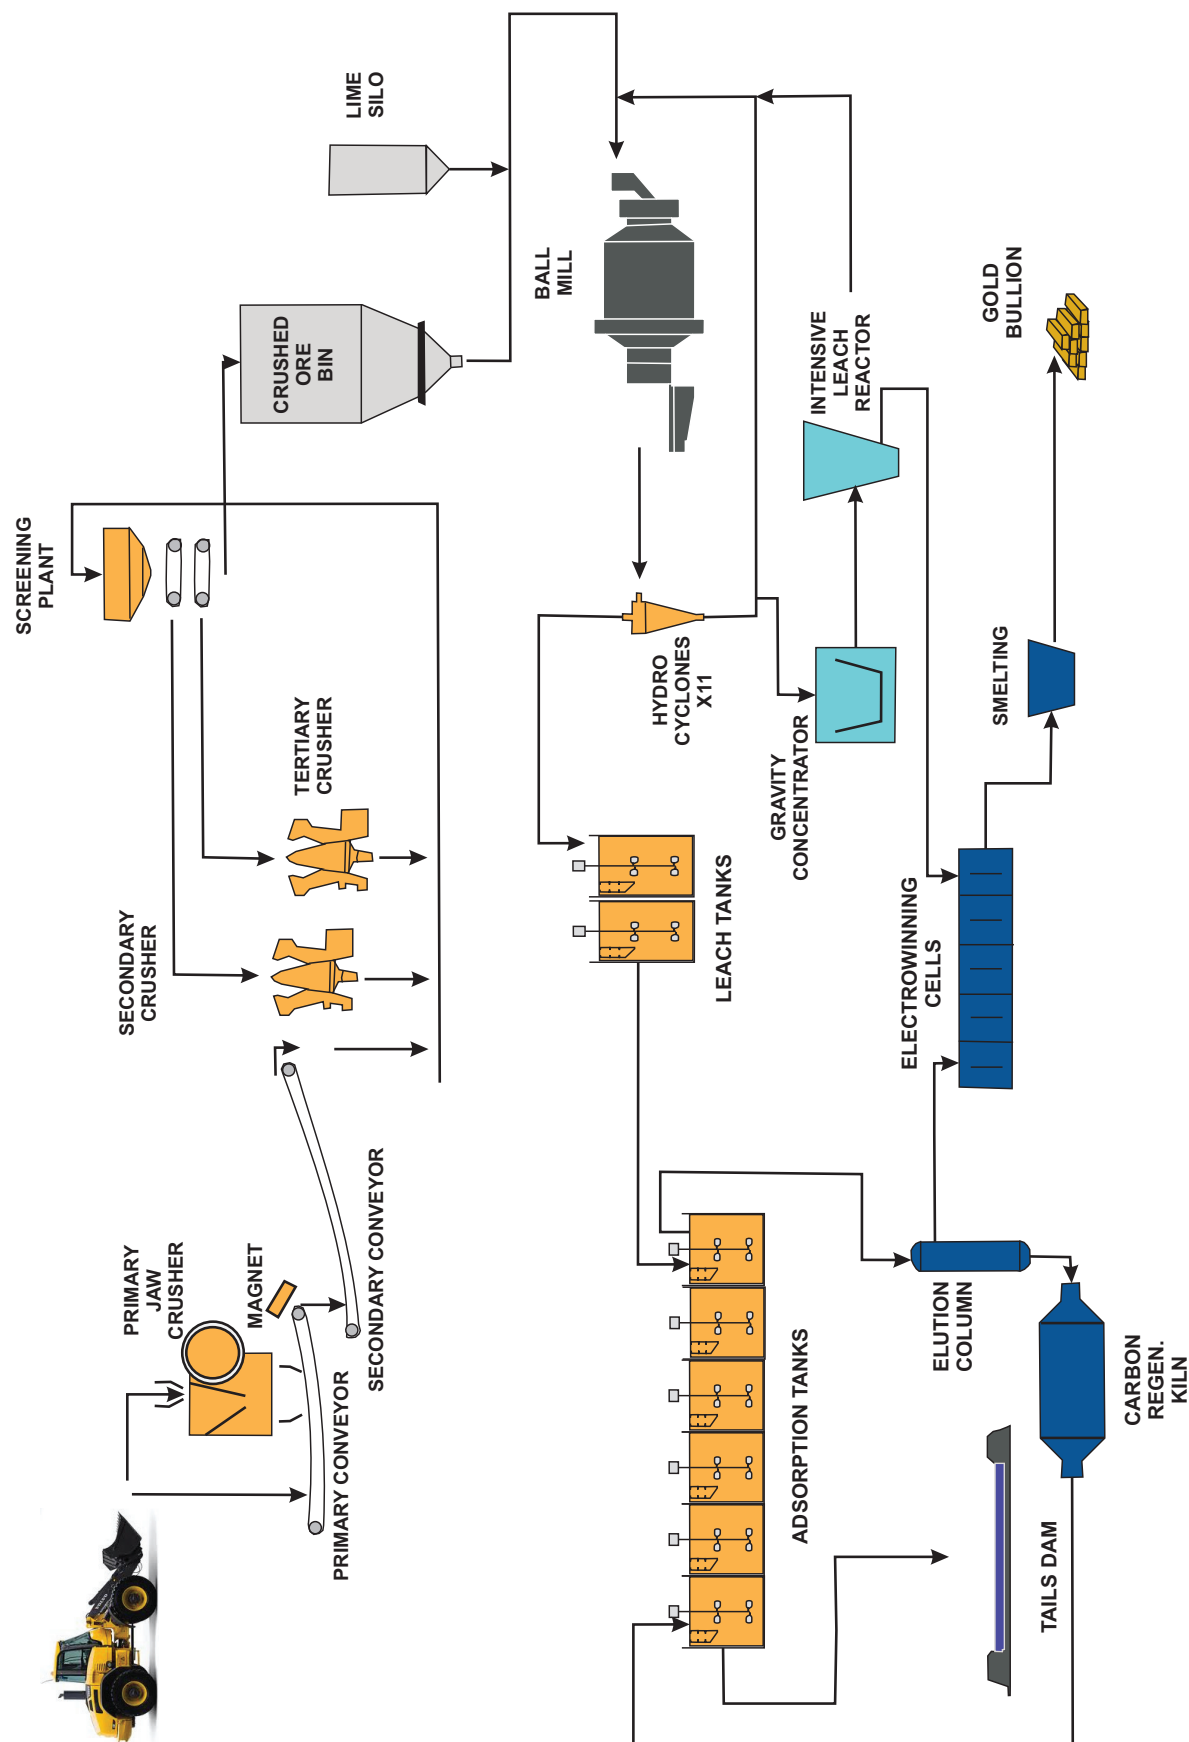 PRIMARY
JAW
CRUSHER
MAGNET
PRIMARY CONVEYOR
SECONDARY CONVEYOR
SECONDARY
CRUSHER
TERTIARY
CRUSHER
SCREENING
PLANT
CRUSHED
ORE
BIN
LIME
SILO
BALL
MILL
HYDRO
CYCLONES
X11
LEACH TANKS
ADSORPTION TANKS
GRAVITY
CONCENTRATOR
INTENSIVE
LEACH
REACTOR
ELECTROWINNING
CELLS
ELUTION
COLUMN
CARBON
REGEN.
KILN
TAILS DAM
SMELTING
GOLD
BULLION